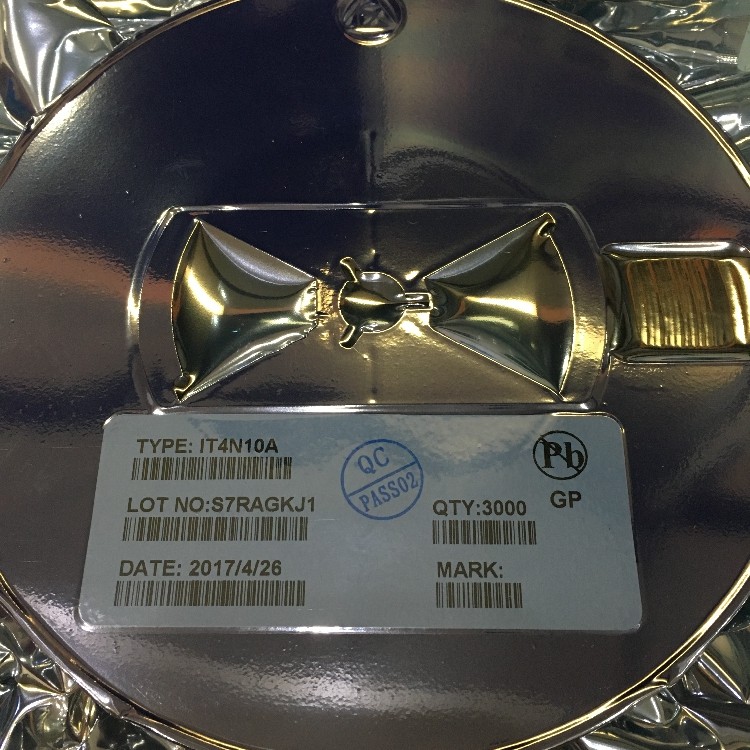 TYPE: IT4N10A
Pb
QC
PASS02
GP
LOT NO:S7RAGKJ1
QTY:3000
DATE: 2017/4/26
MARK: